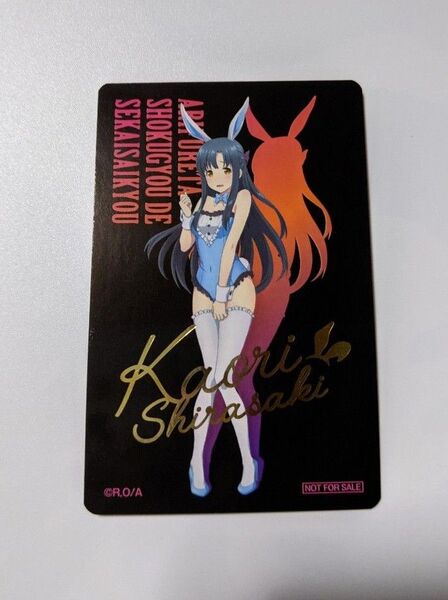 ARIFURETA
SHOKUGYOU DE
SEKAISAIKYOU
Kaori
Shirasaki
©R.O/A
NOT FOR SALE